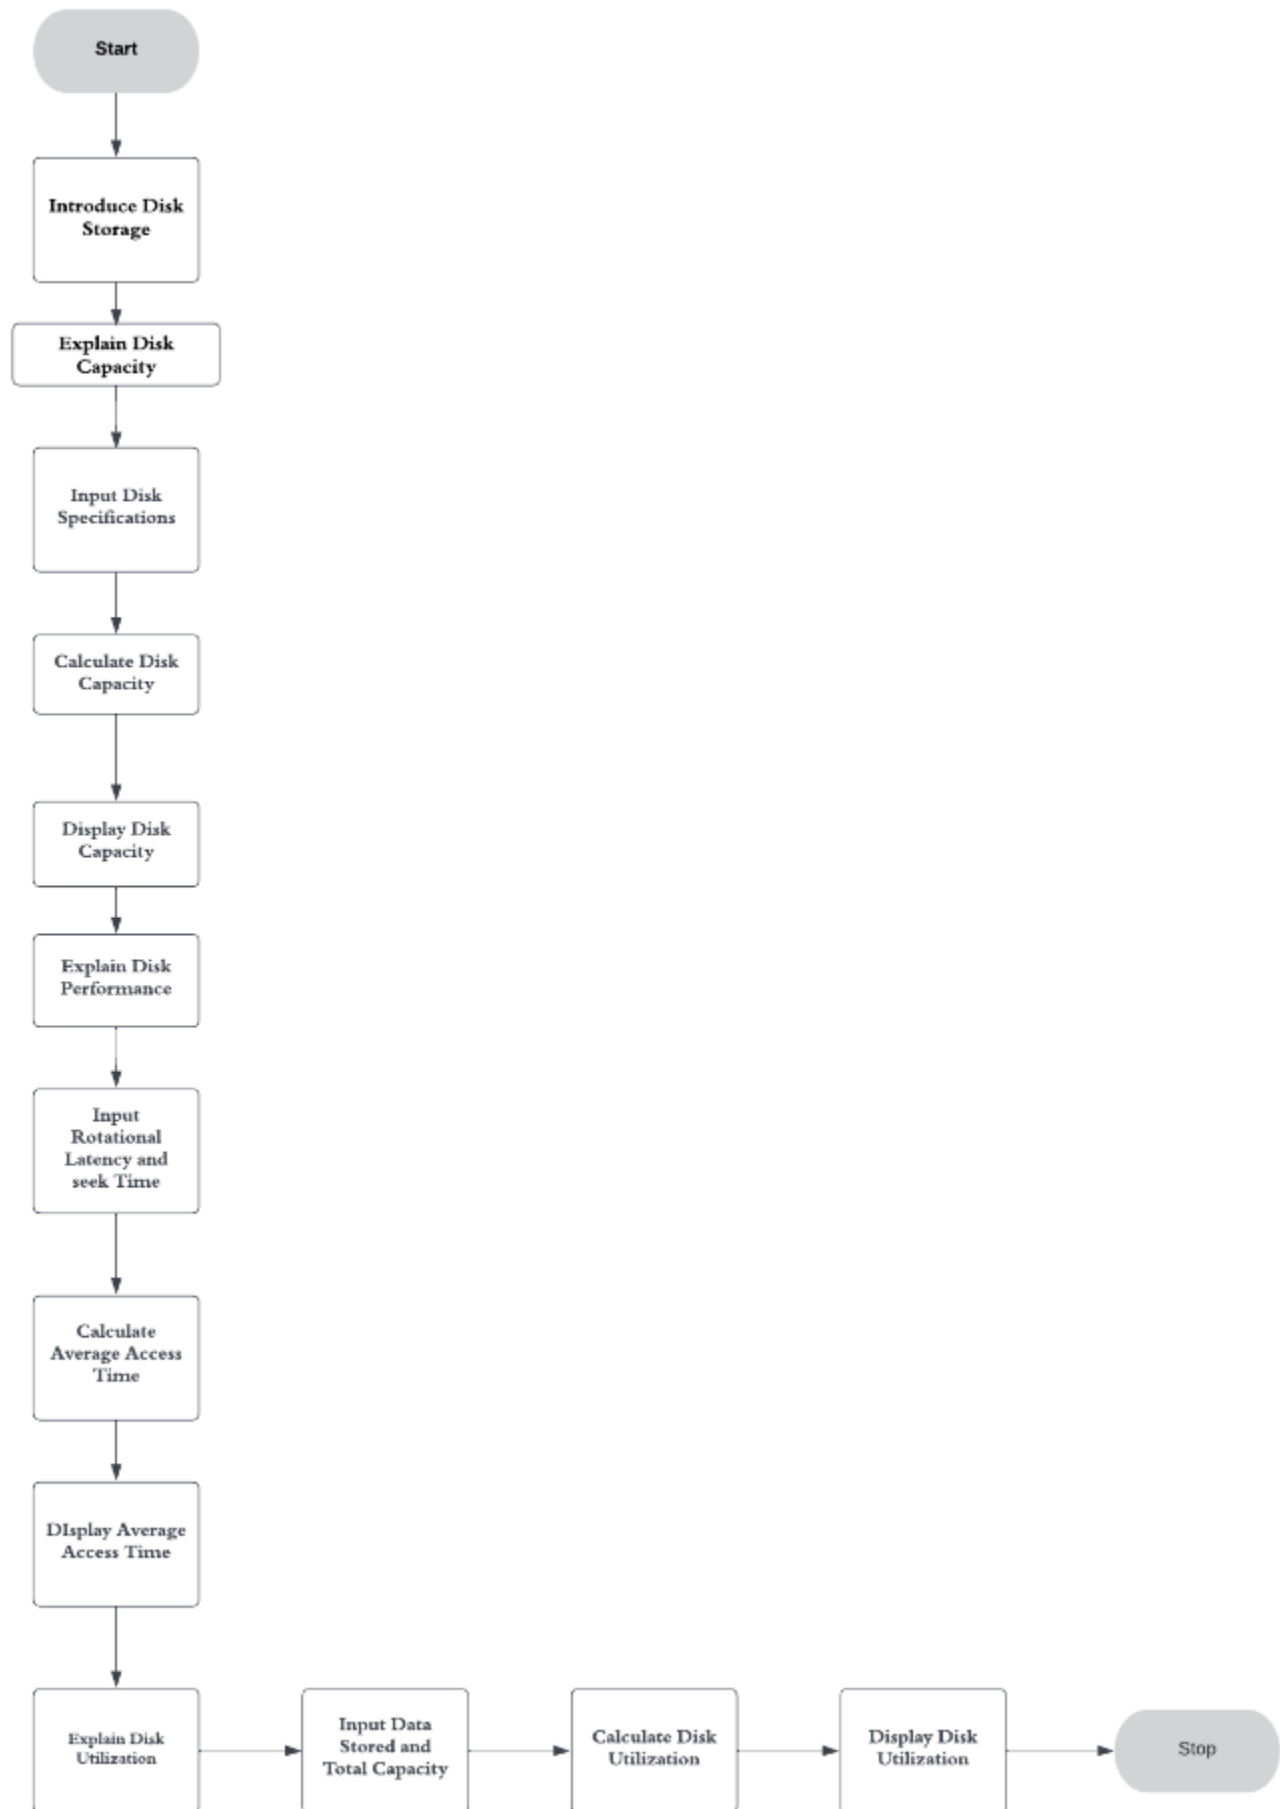 Start
Introduce Disk
Storage
Explain Disk
Capacity
Input Disk
Specifications
Calculate Disk
Capacity
Display Disk
Capacity
Explain Disk
Performance
Input
Rotational
Latency and
seek Time
Calculate
Average Access
Time
DIsplay Average
Access Time
Explain Disk
Utilization
Input Data
Stored and
Total Capacity
Calculate Disk
Utilization
Display Disk
Utilization
Stop